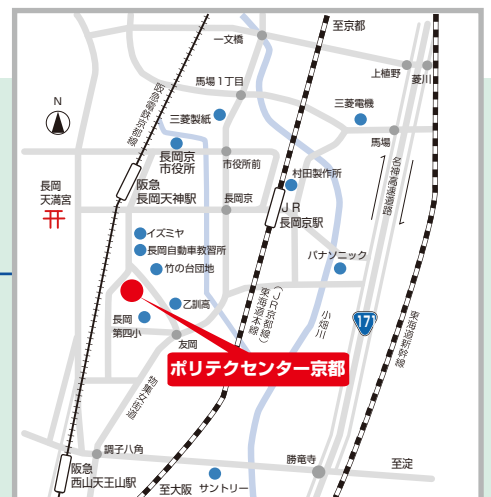 至京都
一文橋
上植野
菱川
馬場1丁目
阪急電鉄京都線
三菱製紙
三菱電機
N
馬場
長岡京
市役所
市役所前
名神高速道路
村田製作所
阪急
長岡天神駅
長岡
天満宮
長岡京
JR
長岡京駅
イズミヤ
長岡自動車教習所
パナソニック
竹の台団地
乙訓高
(JR京都線)
東海道本線
小畑川
171
東海道新幹線
長岡
第四小
友岡
ポリテクセンター京都
物集女街道
調子八角
勝竜寺
至淀
阪急
西山天王山駅
至大阪
サントリー